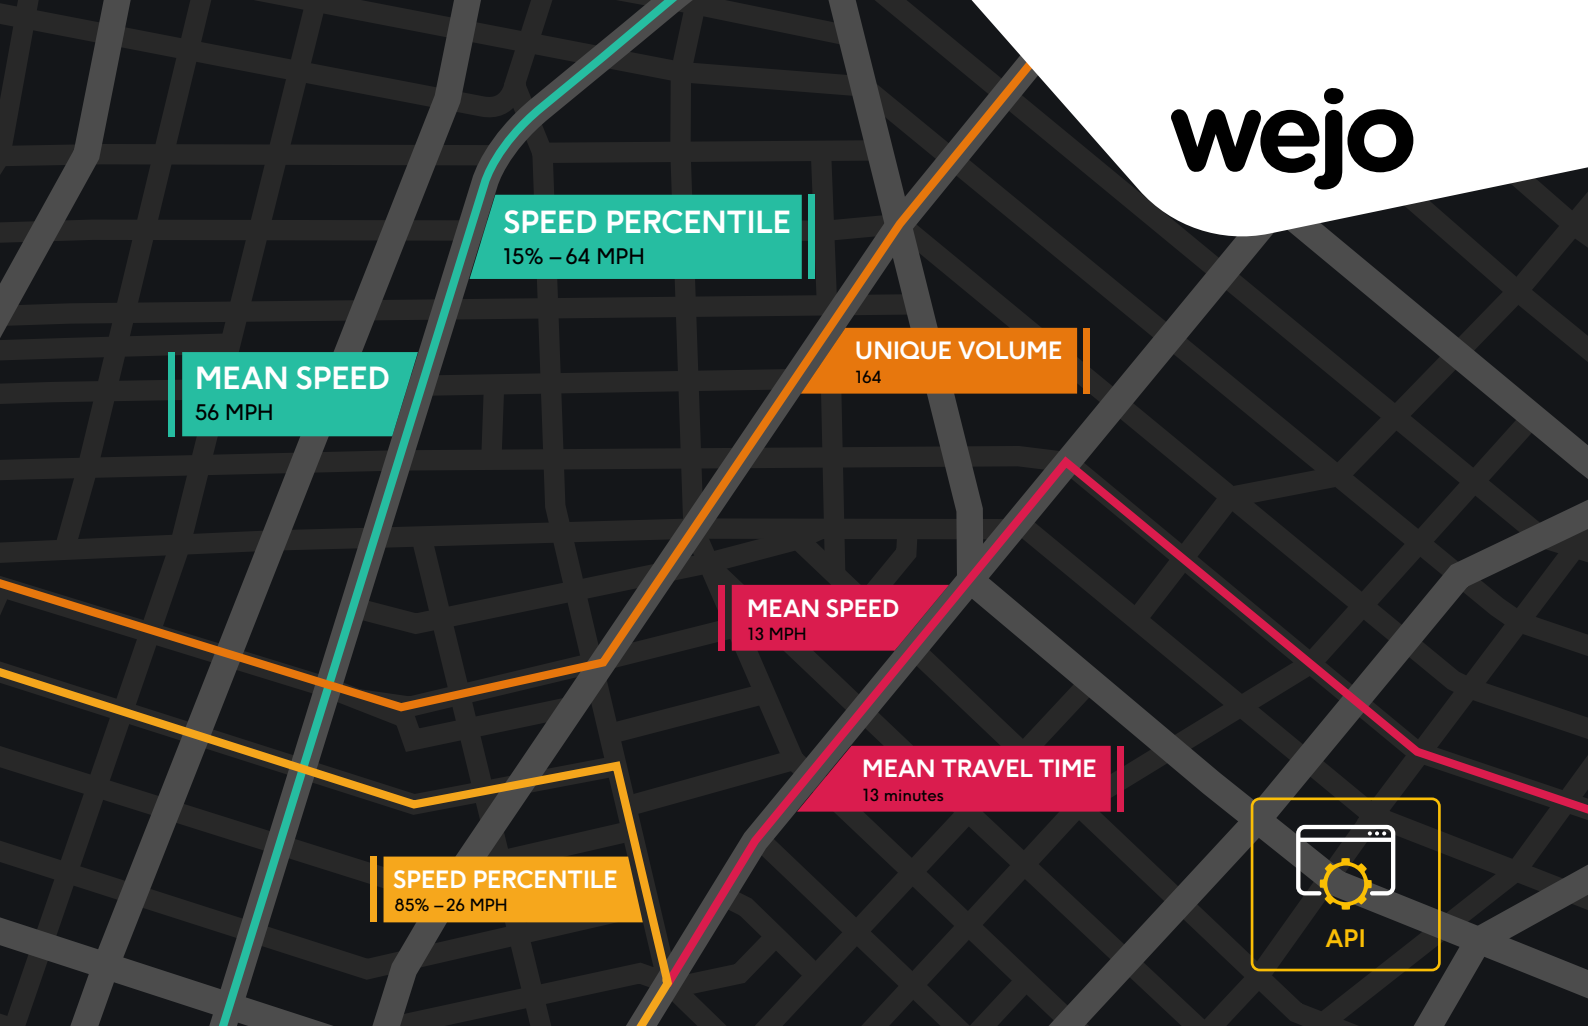 wejo
SPEED PERCENTILE
15% – 64 MPH
UNIQUE VOLUME
164
MEAN SPEED
56 MPH
MEAN SPEED
13 MPH
MEAN TRAVEL TIME
13 minutes
SPEED PERCENTILE
85% – 26 MPH
API